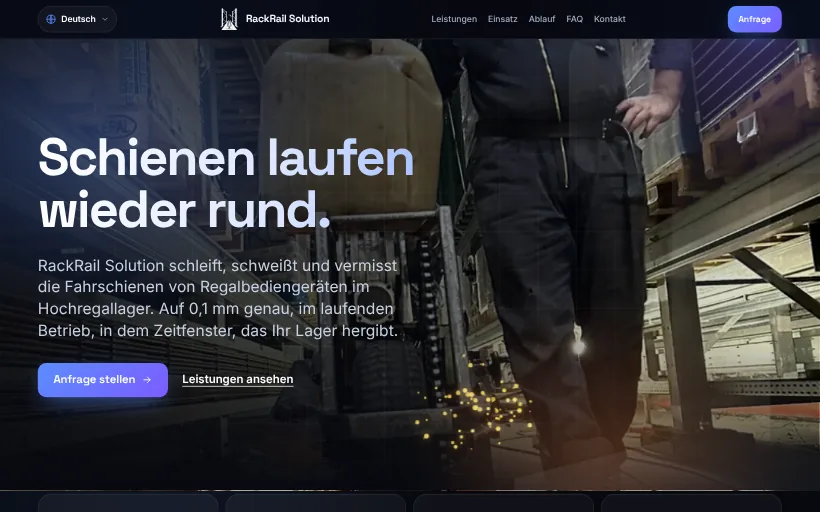 Deutsch
RackRail Solution
Leistungen Einsatz Ablauf FAQ Kontakt
Anfrage
Schienen laufen
wieder rund.
RackRail Solution schleift, schweißt und vermisst
die Fahrschienen von Regalbediengeräten im
Hochregallager. Auf 0,1 mm genau, im laufenden
Betrieb, in dem Zeitfenster, das Ihr Lager hergibt.
Anfrage stellen →
Leistungen ansehen